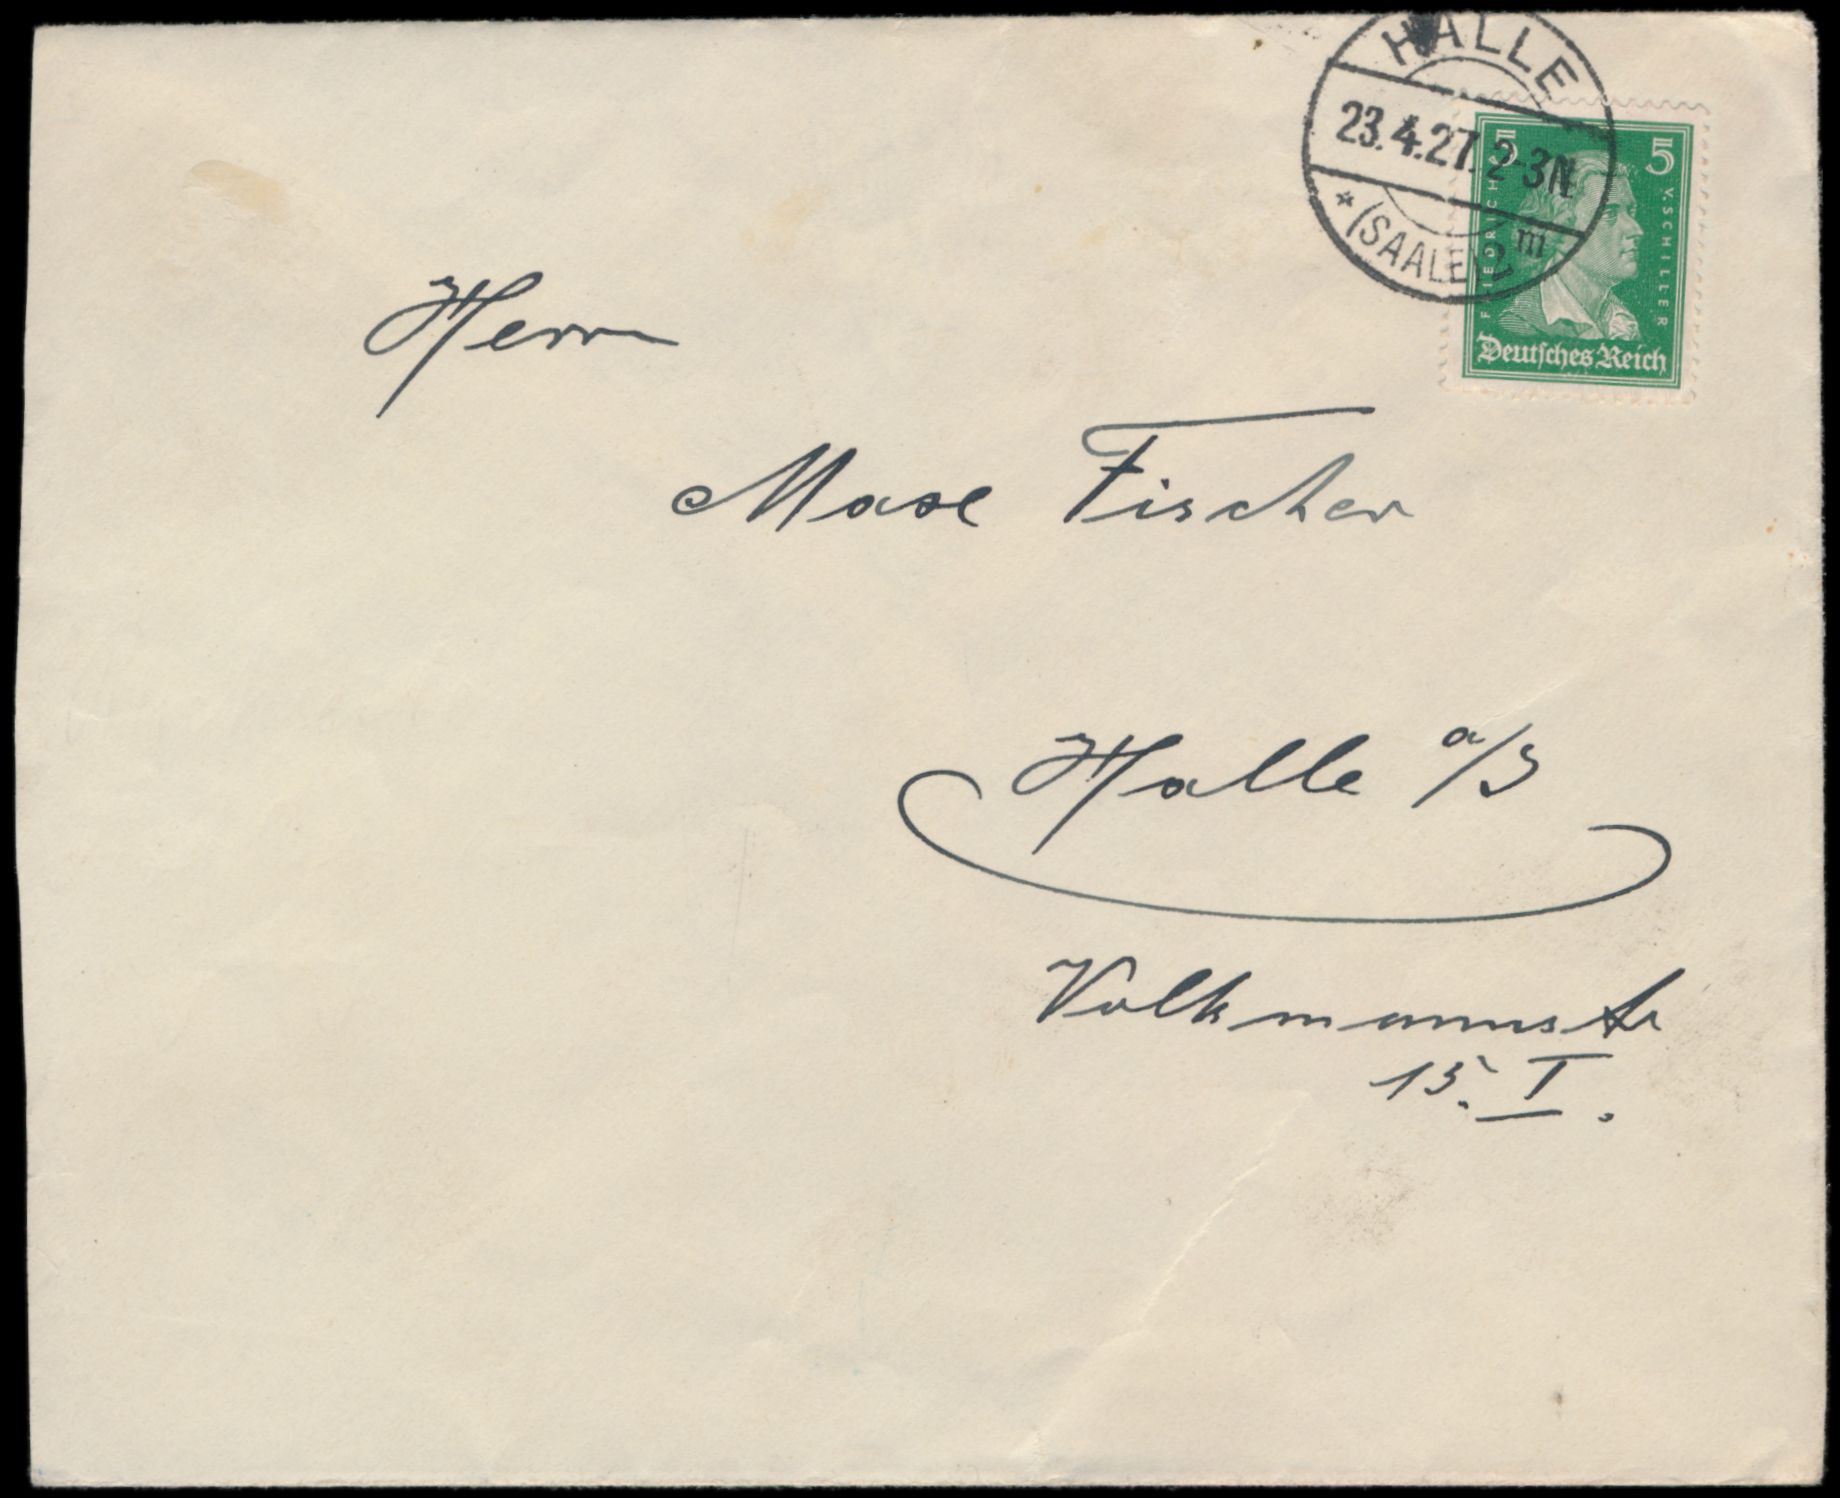 HALLE
23.4.27. 2-3N
* (SAALE) 2 m
5 5
FRIEDRICH V. SCHILLER
Deutsches Reich
Herrn
Max Fischer
Halle a/S
Volkmannstr
15. I.